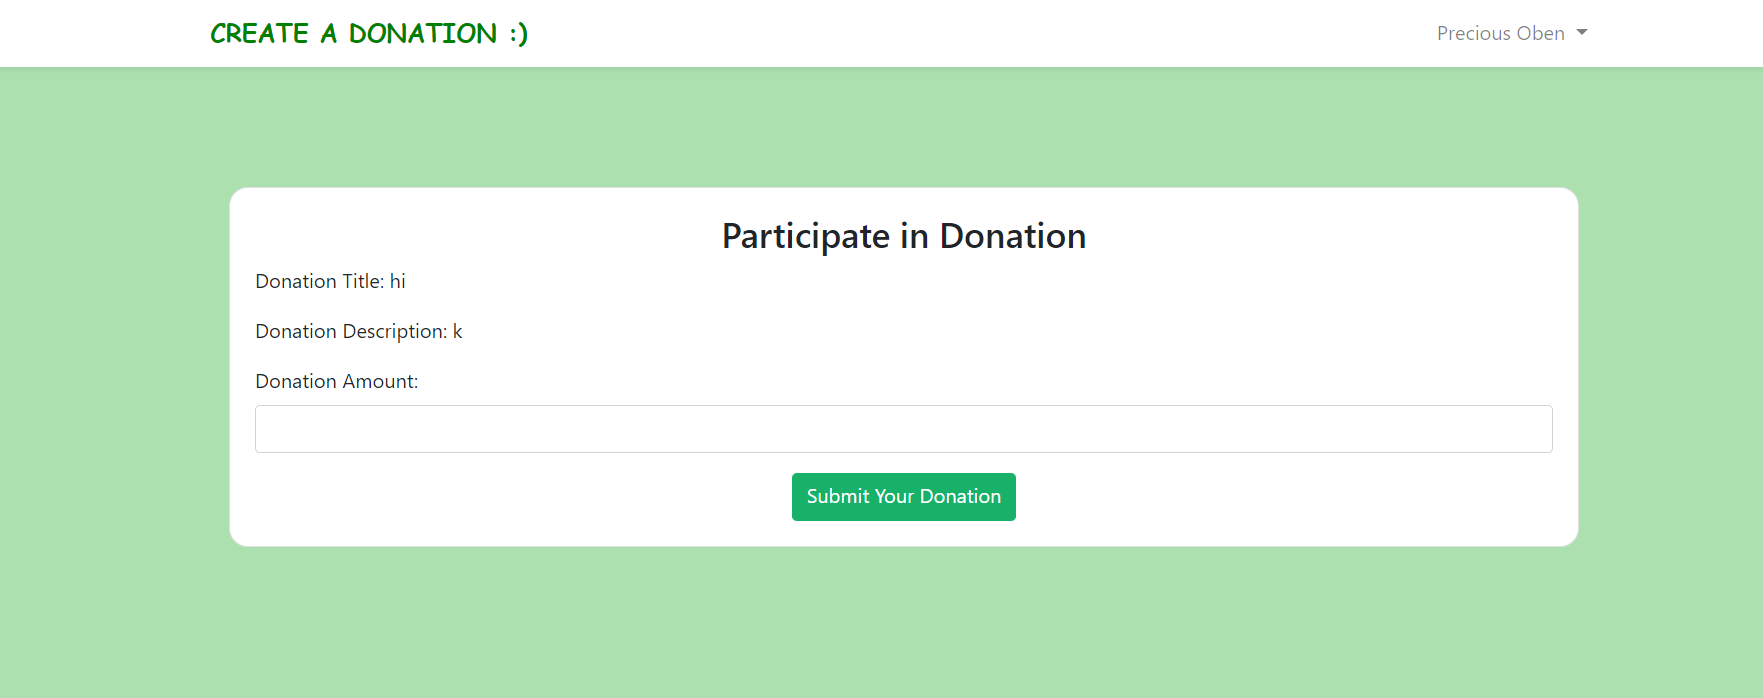 CREATE A DONATION :)
Precious Oben
Participate in Donation
Donation Title: hi
Donation Description: k
Donation Amount:
Submit Your Donation